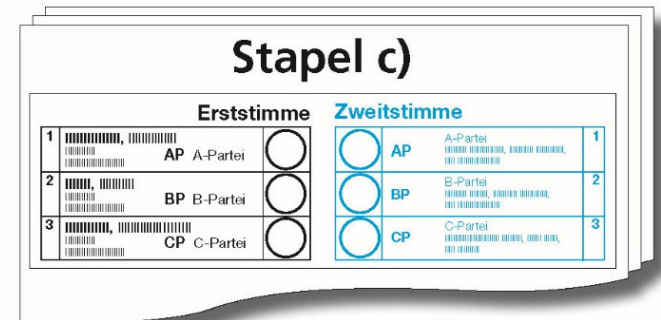 Stapel c)
Erststimme Zweitstimme
1 AP A-Partei
2 BP B-Partei
3 CP C-Partei
AP A-Partei 1
BP B-Partei 2
CP C-Partei 3